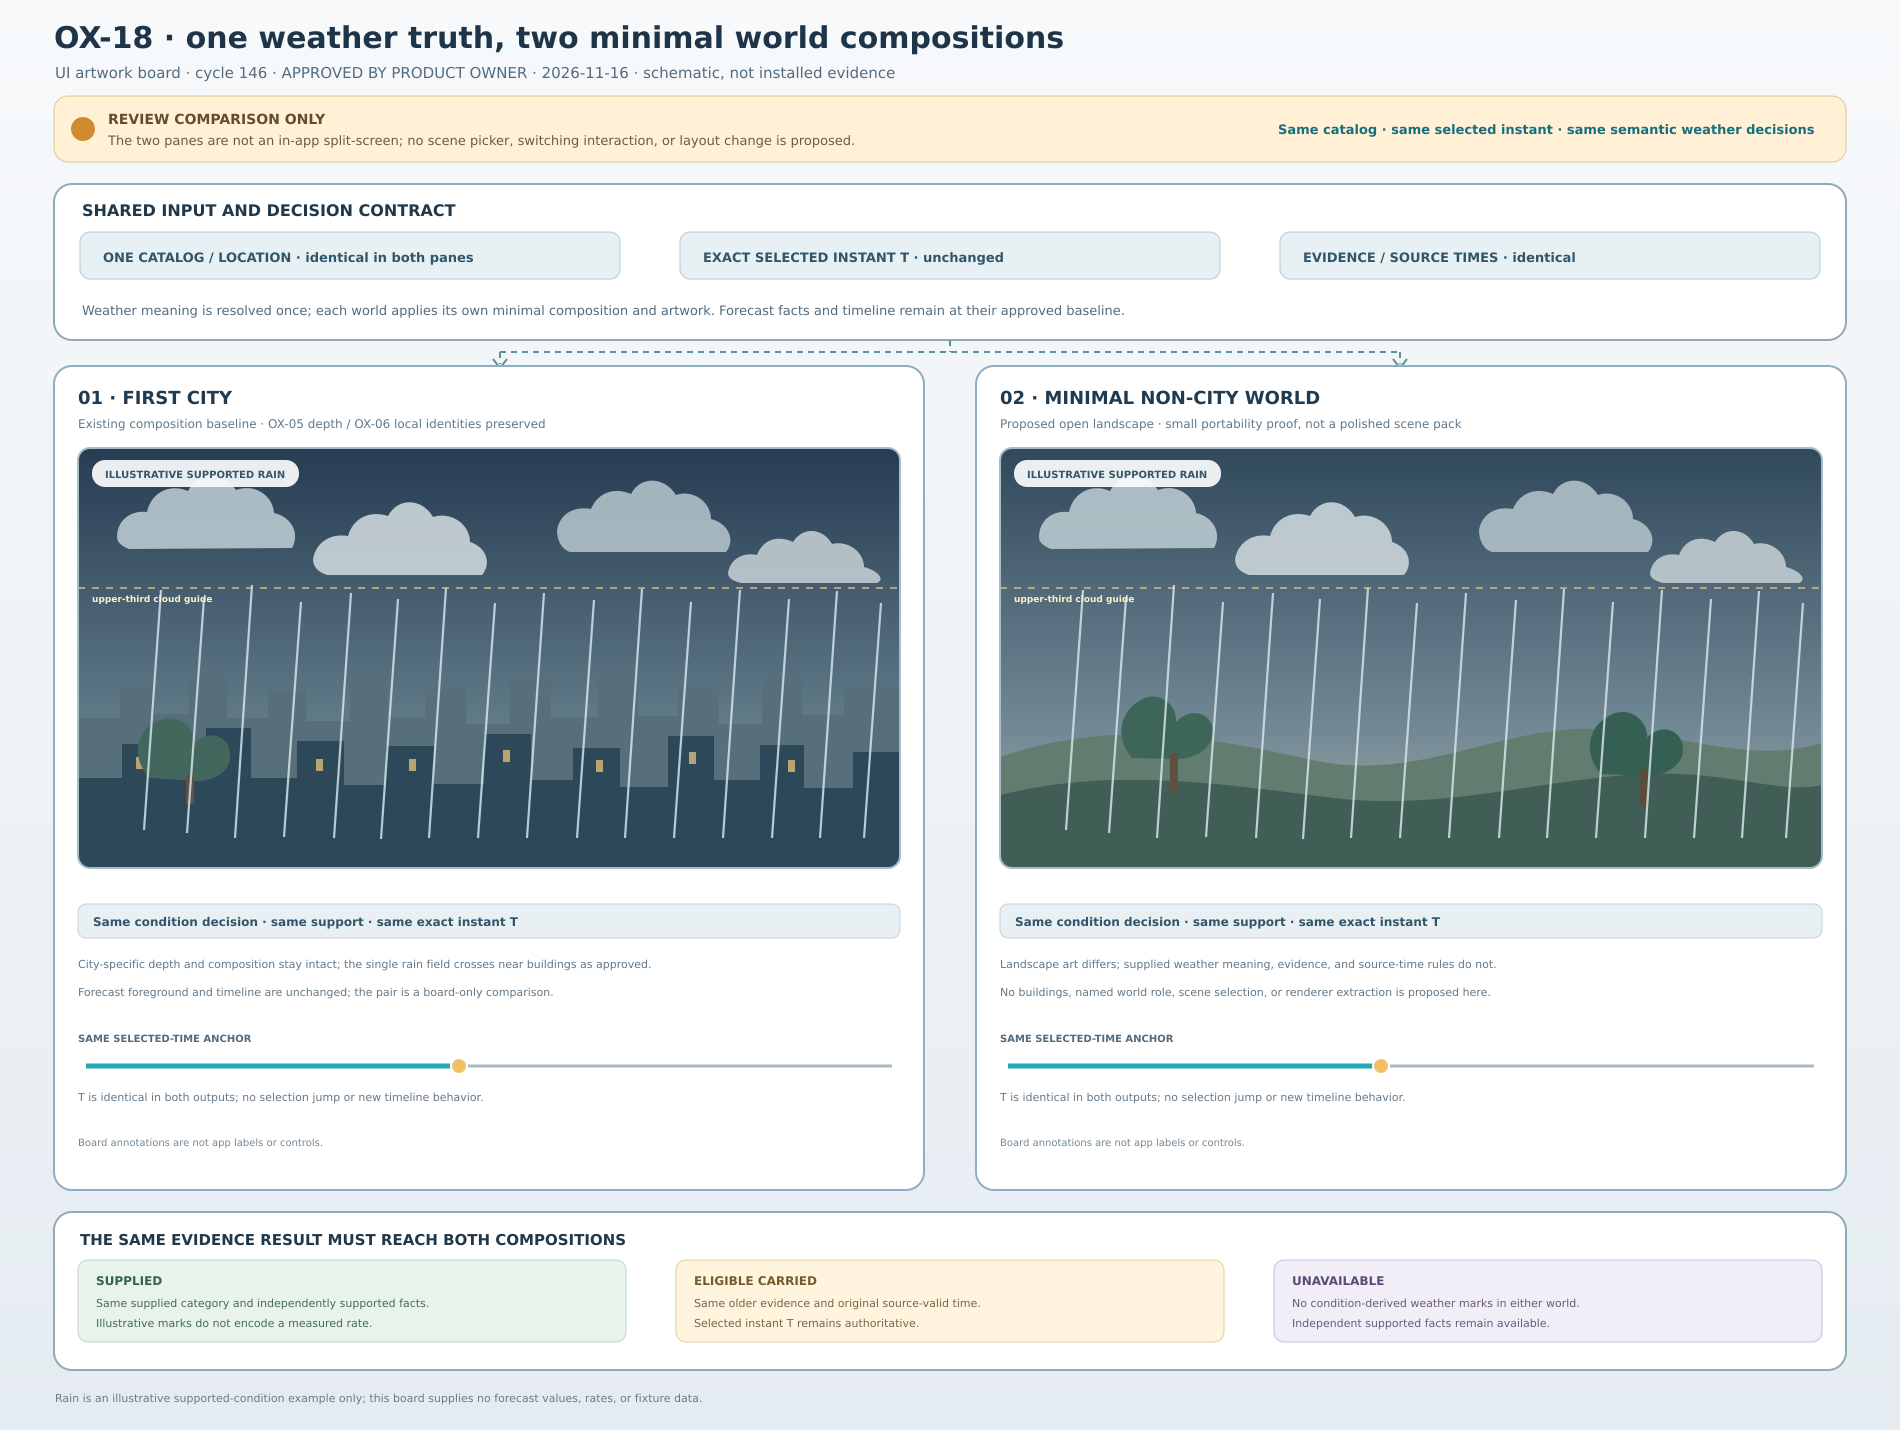 OX-18 · one weather truth, two minimal world compositions
UI artwork board · cycle 146 · APPROVED BY PRODUCT OWNER · 2026-11-16 · schematic, not installed evidence
REVIEW COMPARISON ONLY
The two panes are not an in-app split-screen; no scene picker, switching interaction, or layout change is proposed.
Same catalog · same selected instant · same semantic weather decisions
SHARED INPUT AND DECISION CONTRACT
ONE CATALOG / LOCATION · identical in both panes
EXACT SELECTED INSTANT T · unchanged
EVIDENCE / SOURCE TIMES · identical
Weather meaning is resolved once; each world applies its own minimal composition and artwork. Forecast facts and timeline remain at their approved baseline.
01 · FIRST CITY
Existing composition baseline · OX-05 depth / OX-06 local identities preserved
ILLUSTRATIVE SUPPORTED RAIN
upper-third cloud guide
Same condition decision · same support · same exact instant T
City-specific depth and composition stay intact; the single rain field crosses near buildings as approved.
Forecast foreground and timeline are unchanged; the pair is a board-only comparison.
SAME SELECTED-TIME ANCHOR
T is identical in both outputs; no selection jump or new timeline behavior.
Board annotations are not app labels or controls.
02 · MINIMAL NON-CITY WORLD
Proposed open landscape · small portability proof, not a polished scene pack
ILLUSTRATIVE SUPPORTED RAIN
upper-third cloud guide
Same condition decision · same support · same exact instant T
Landscape art differs; supplied weather meaning, evidence, and source-time rules do not.
No buildings, named world role, scene selection, or renderer extraction is proposed here.
SAME SELECTED-TIME ANCHOR
T is identical in both outputs; no selection jump or new timeline behavior.
Board annotations are not app labels or controls.
THE SAME EVIDENCE RESULT MUST REACH BOTH COMPOSITIONS
SUPPLIED
Same supplied category and independently supported facts.
Illustrative marks do not encode a measured rate.
ELIGIBLE CARRIED
Same older evidence and original source-valid time.
Selected instant T remains authoritative.
UNAVAILABLE
No condition-derived weather marks in either world.
Independent supported facts remain available.
Rain is an illustrative supported-condition example only; this board supplies no forecast values, rates, or fixture data.